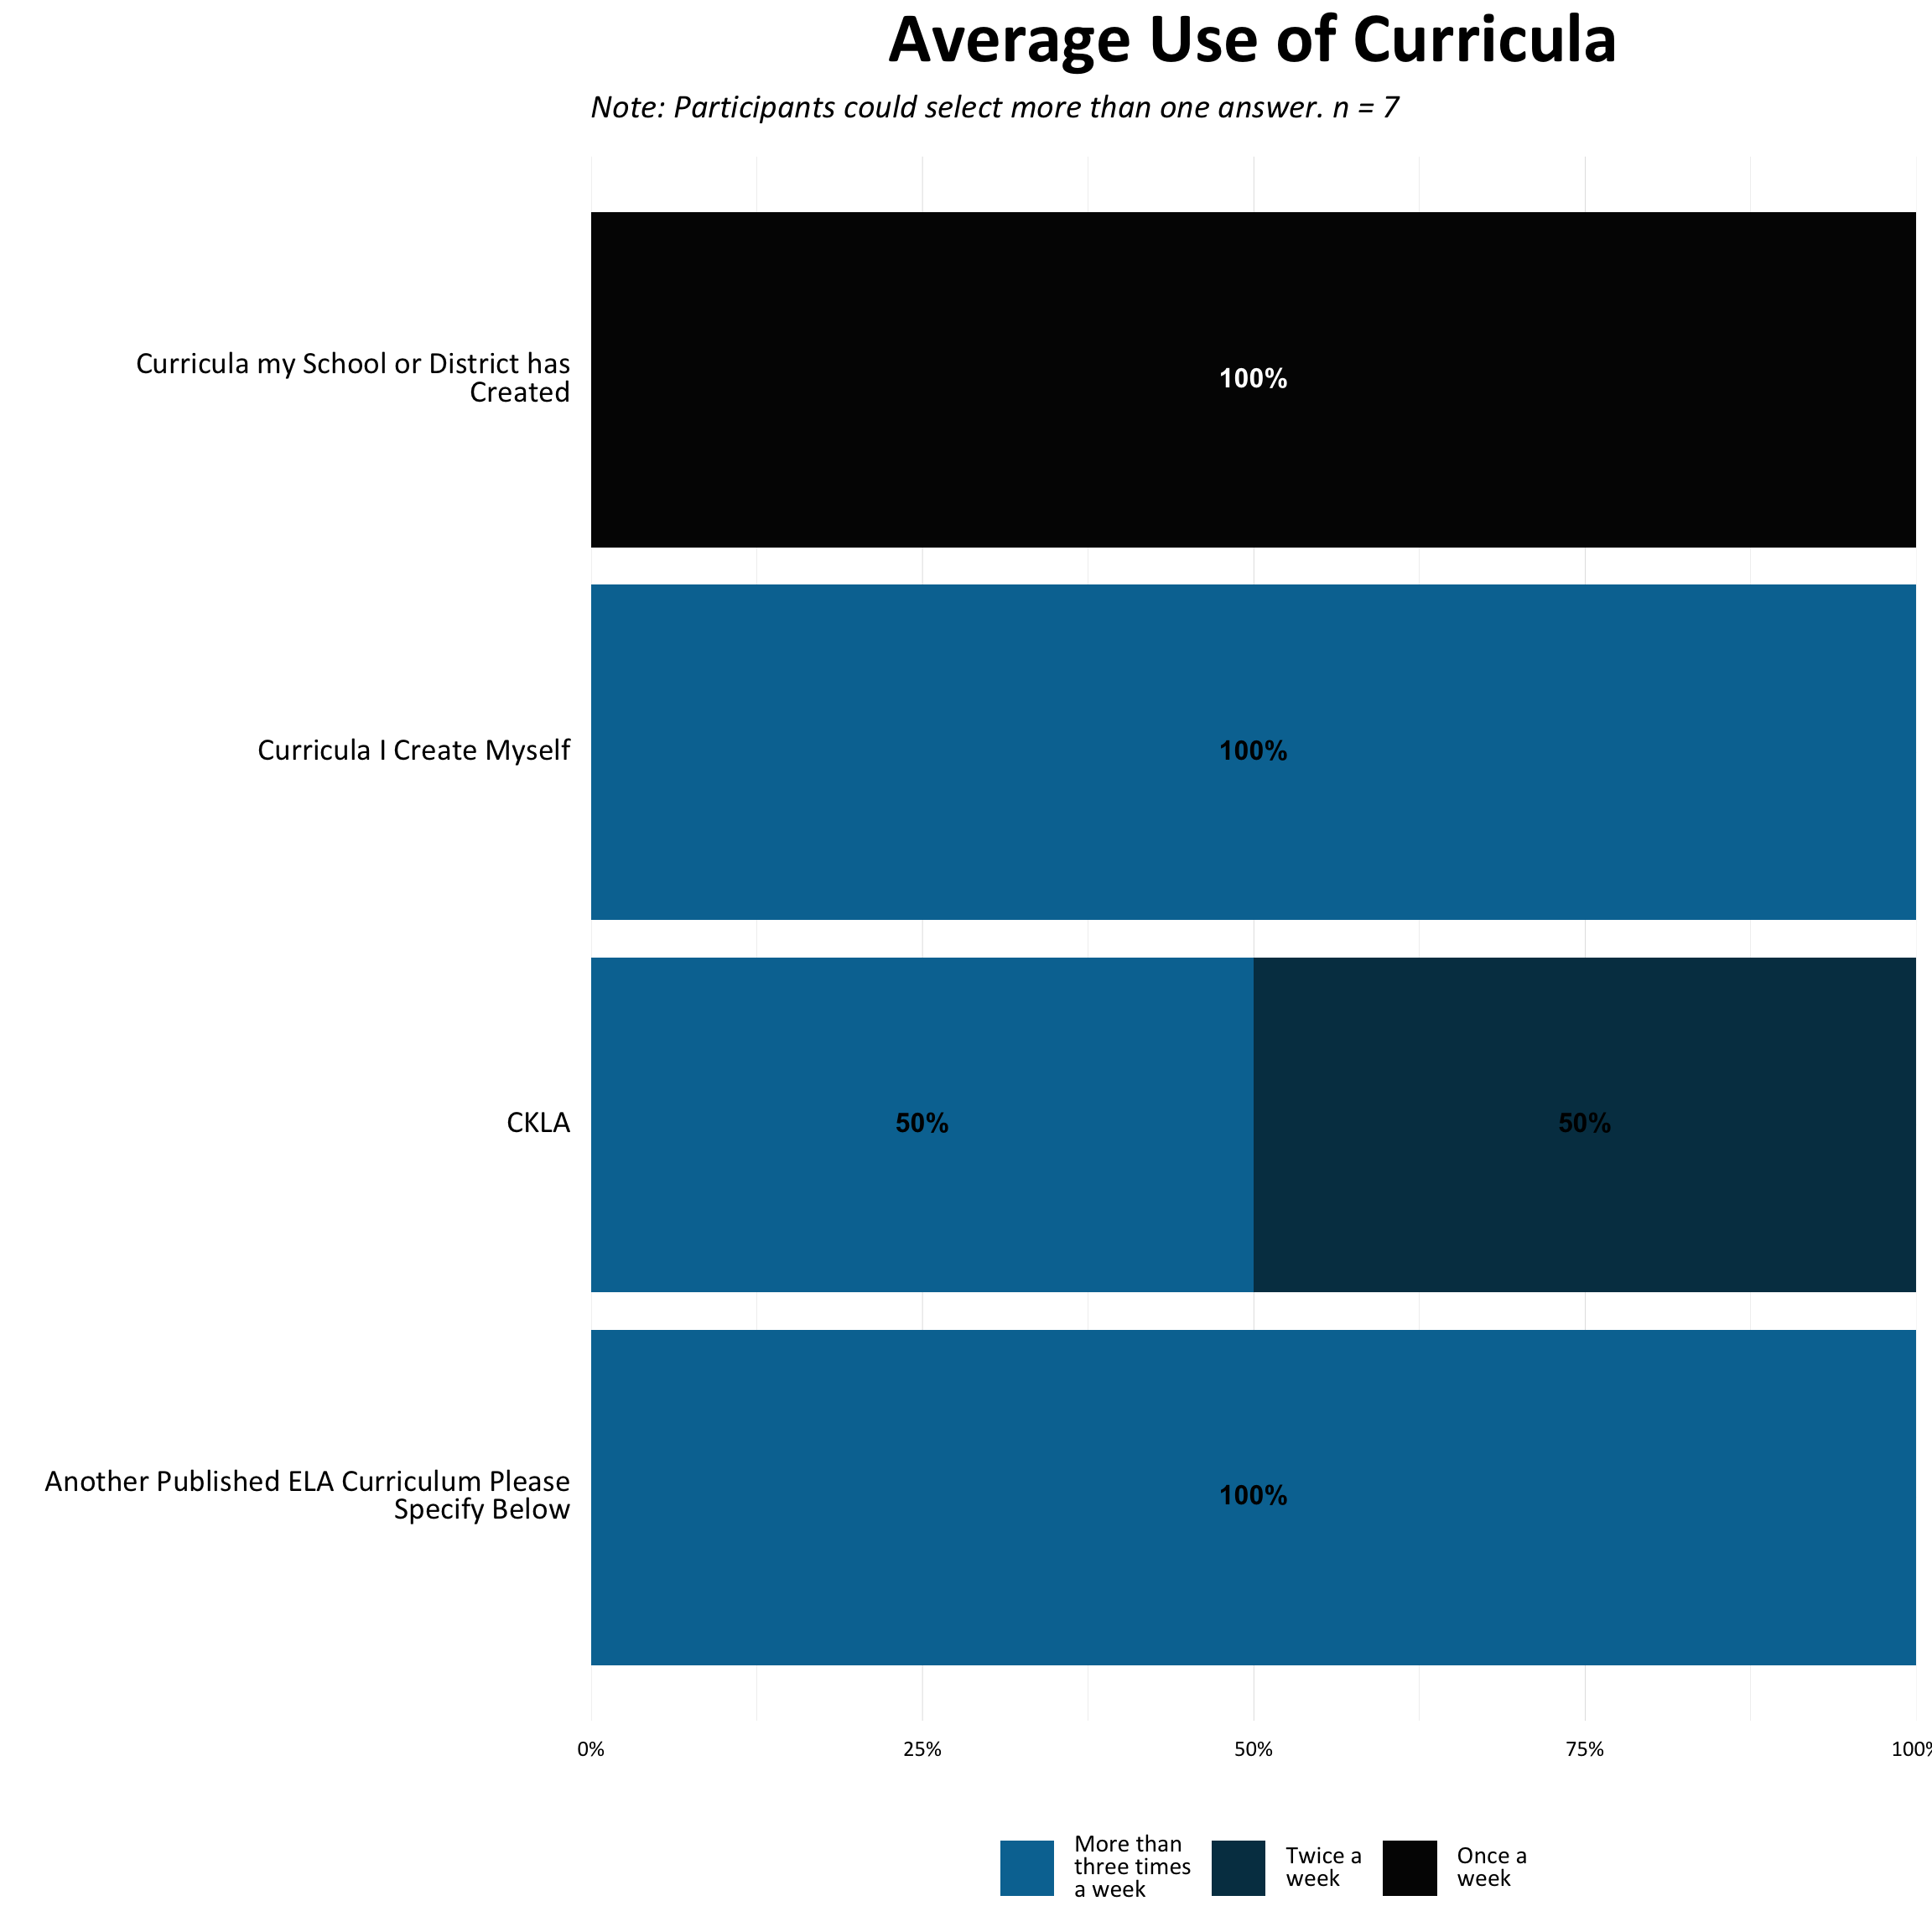 Average Use of Curricula
Note: Participants could select more than one answer. n = 7
Curricula my School or District has
Created
100%
Curricula I Create Myself
100%
CKLA
50%
50%
Another Published ELA Curriculum Please
Specify Below
100%
0%
25%
50%
75%
100%
More than
three times
a week
Twice a
week
Once a
week